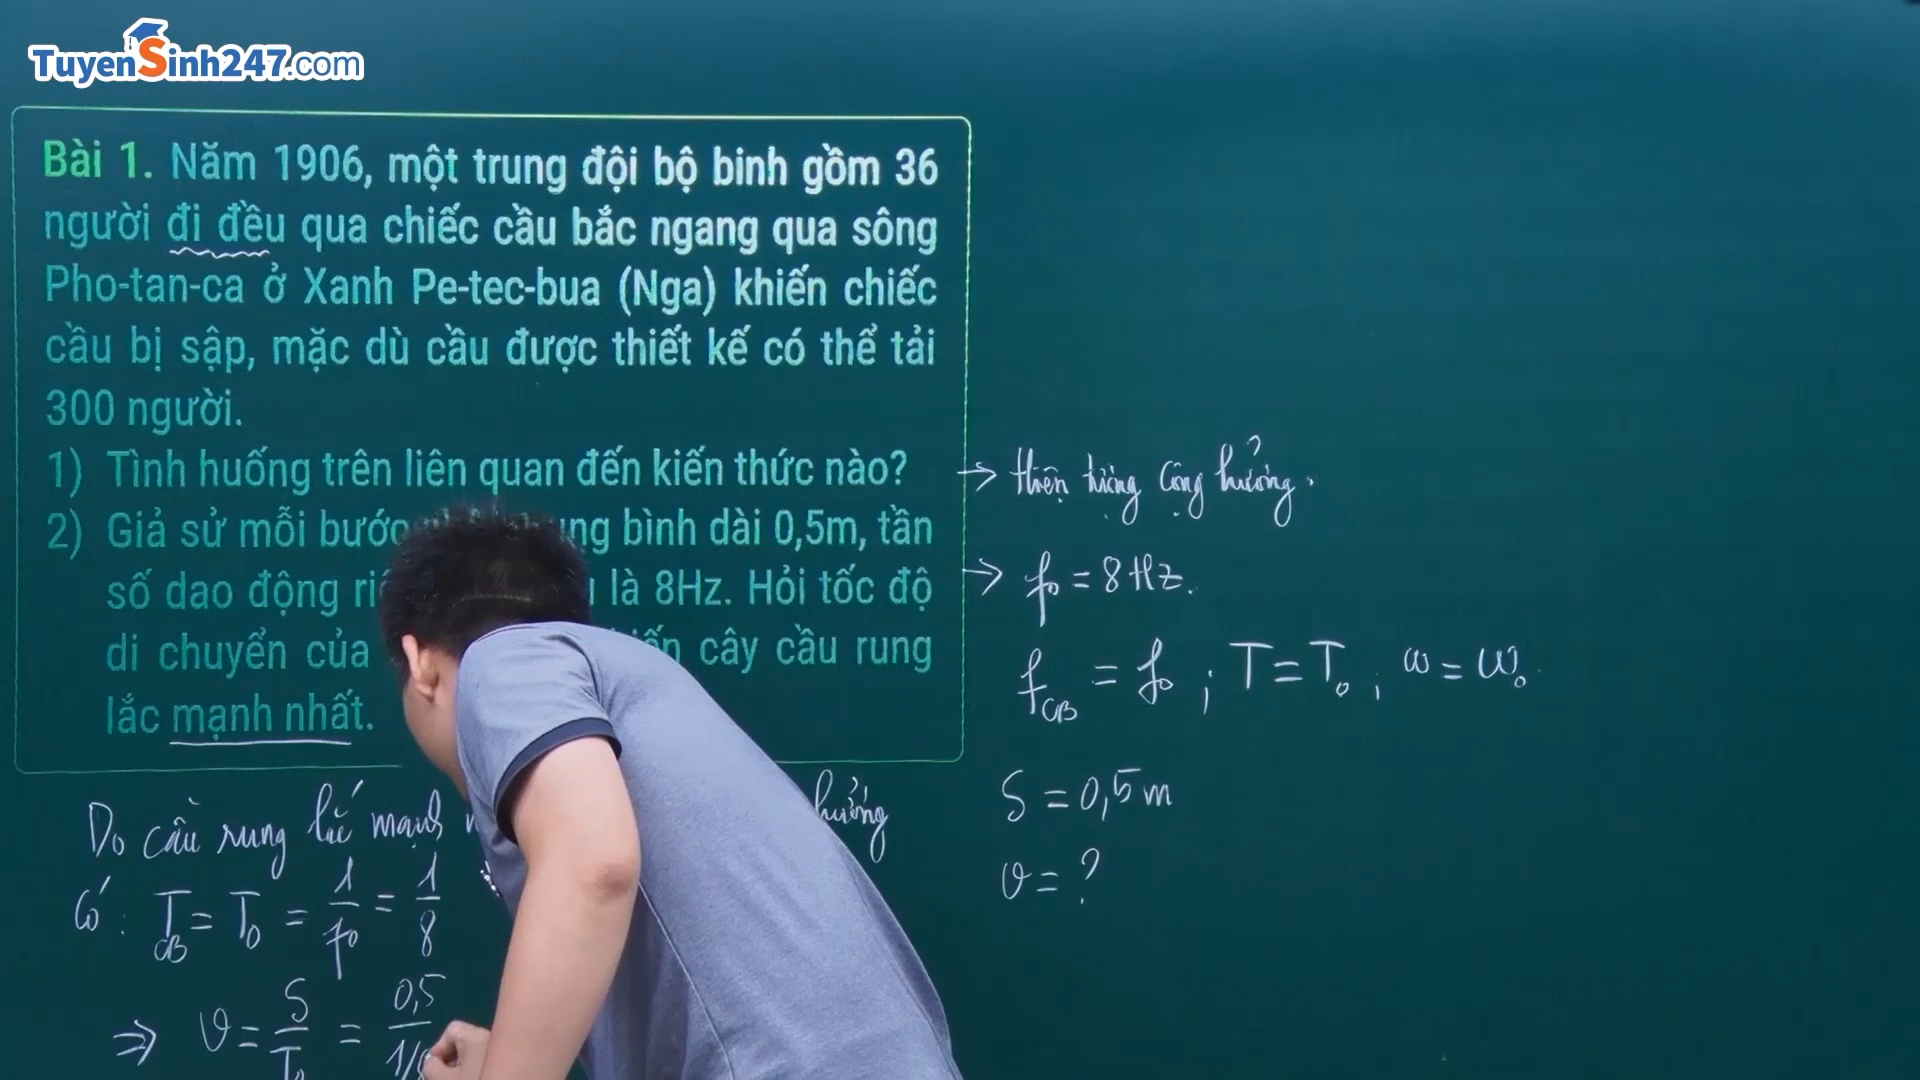 TuyenSinh247.com
Bài 1. Năm 1906, một trung đội bộ binh gồm 36
người đi đều qua chiếc cầu bắc ngang qua sông
Pho-tan-ca ở Xanh Pe-tec-bua (Nga) khiến chiếc
cầu bị sập, mặc dù cầu được thiết kế có thể tải
300 người.
1) Tình huống trên liên quan đến kiến thức nào?
2) Giả sử mỗi bước bình dài 0,5m, tần
số dao động là 8Hz. Hỏi tốc độ
di chuyển của cây cầu rung
lắc mạnh nhất.
→ Hiện tượng cộng hưởng.
→ f₀ = 8Hz.
f_CB = f₀ ; T = T₀ ; ω = ω₀
S = 0,5m
v = ?
Do cầu rung lắc mạnh hưởng
Có: T_CB = T₀ = 1/f₀ = 1/8
⇒ v = S/T₀ = 0,5/1/8